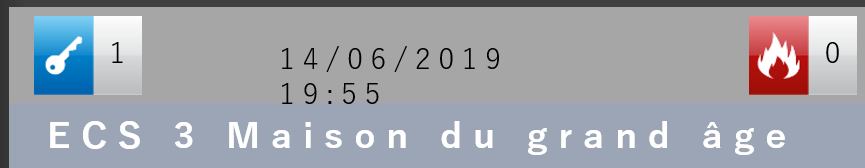 1 14/06/2019 0
19:55
ECS 3 Maison du grand âge